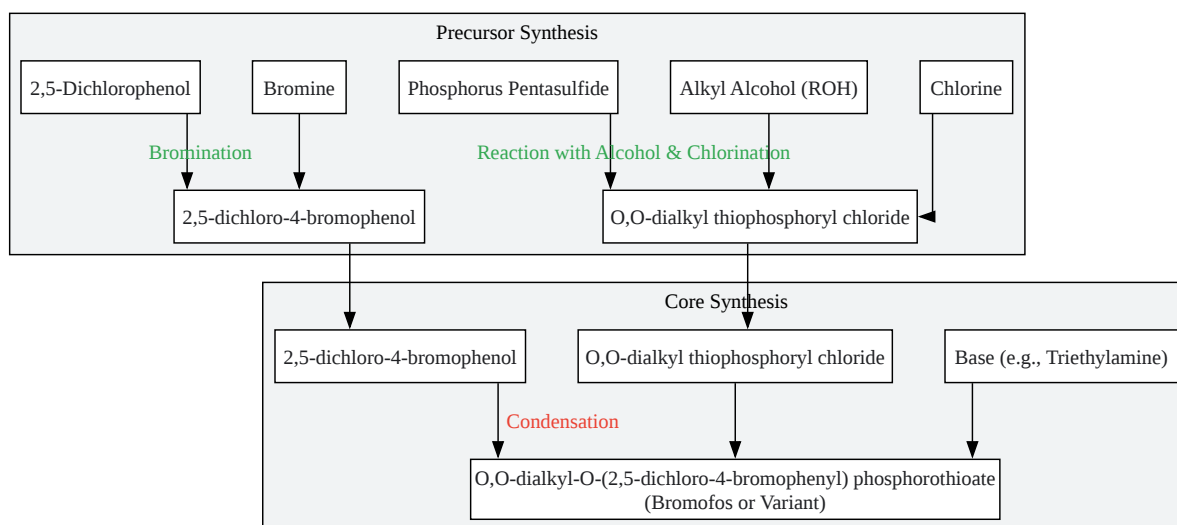 Precursor Synthesis
2,5-Dichlorophenol
Bromine
Phosphorus Pentasulfide
Alkyl Alcohol (ROH)
Chlorine
Bromination
Reaction with Alcohol & Chlorination
2,5-dichloro-4-bromophenol
O,O-dialkyl thiophosphoryl chloride
Core Synthesis
2,5-dichloro-4-bromophenol
O,O-dialkyl thiophosphoryl chloride
Base (e.g., Triethylamine)
Condensation
O,O-dialkyl-O-(2,5-dichloro-4-bromophenyl) phosphorothioate
(Bromofos or Variant)